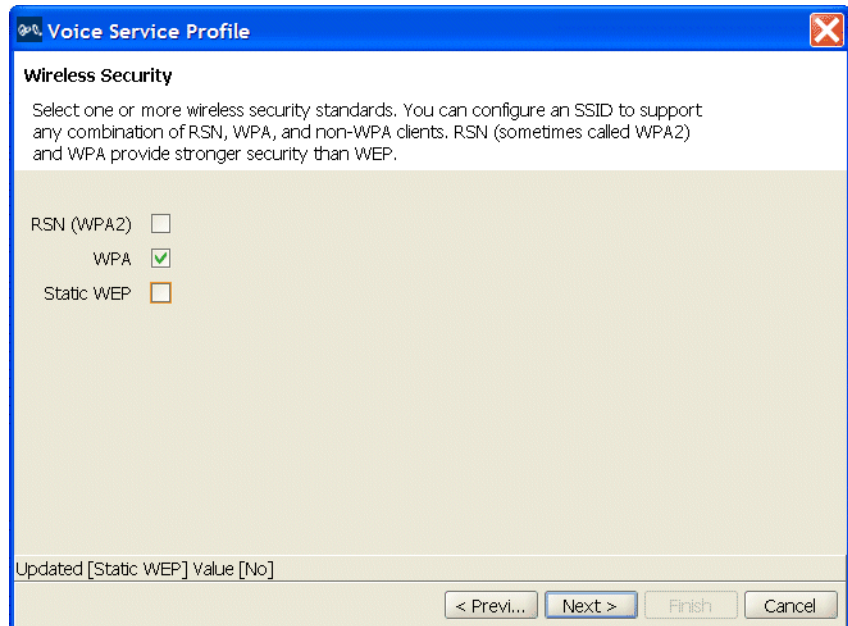 Voice Service Profile
Wireless Security
Select one or more wireless security standards. You can configure an SSID to support
any combination of RSN, WPA, and non-WPA clients. RSN (sometimes called WPA2)
and WPA provide stronger security than WEP.
RSN (WPA2)
WPA
Static WEP
Updated [Static WEP] Value [No]
< Previ... Next > Finish Cancel